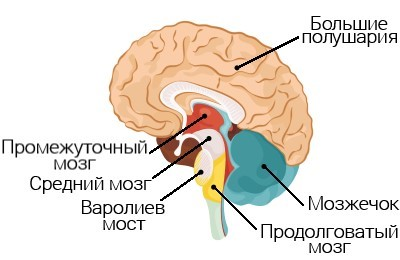 Большие
полушария
Промежуточный
мозг
Средний мозг
Варолиев
мост
Мозжечок
Продолговатый
мозг